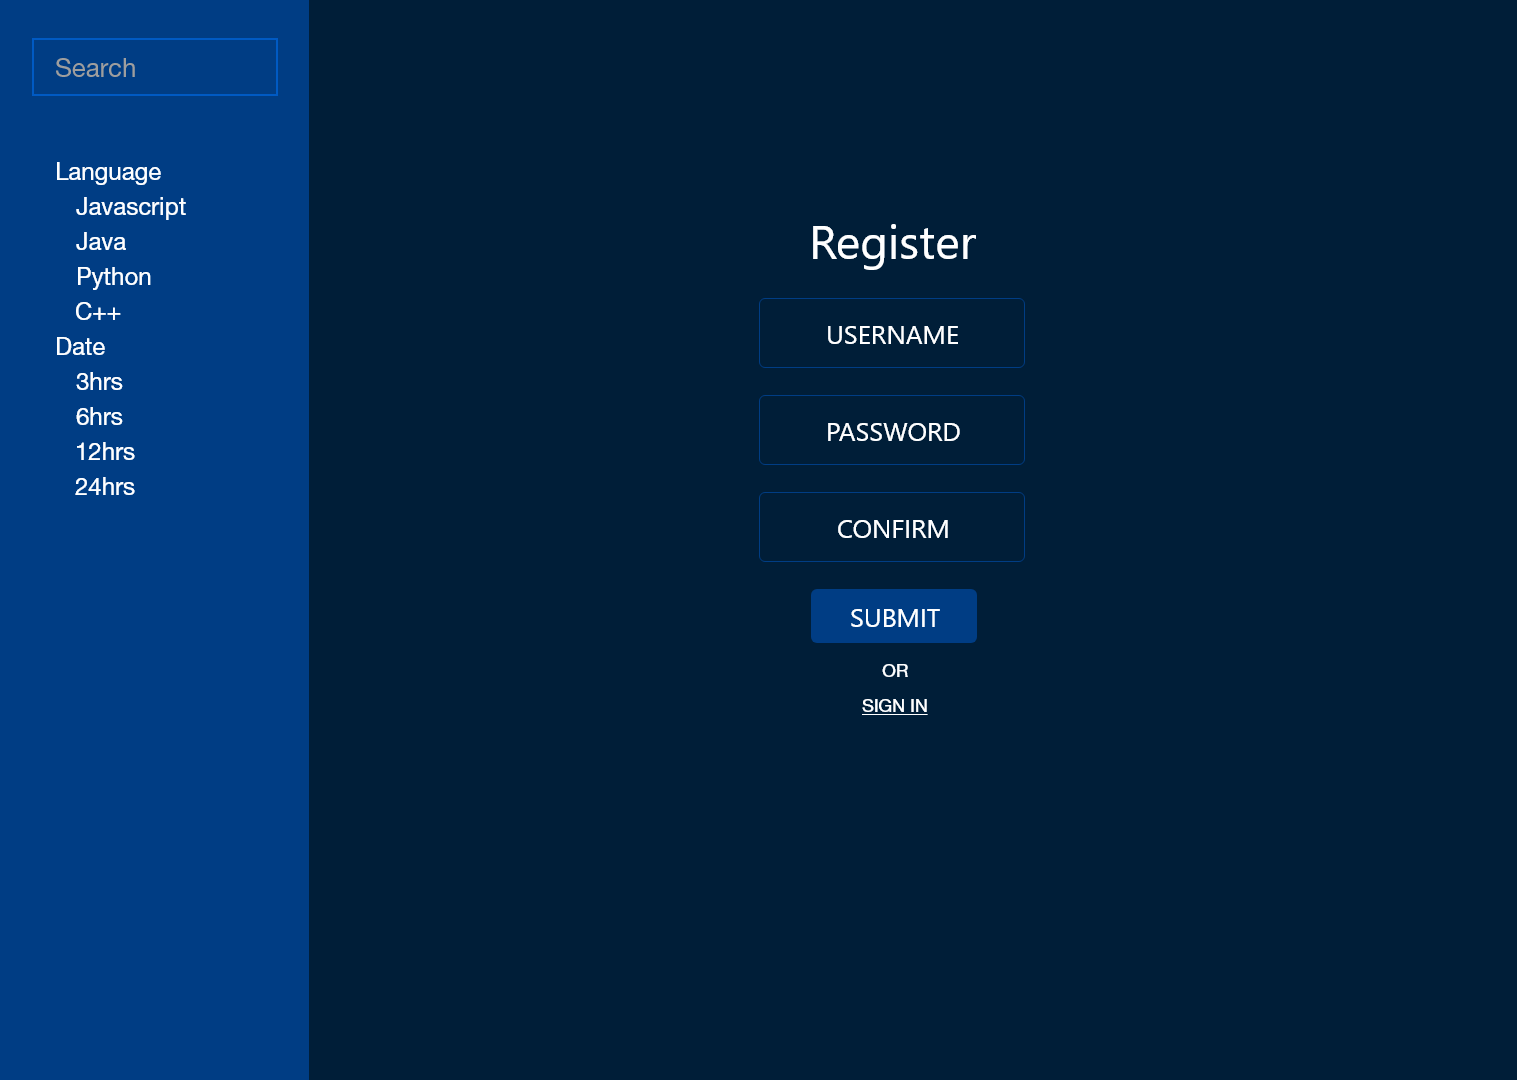 Search
Language
Javascript
Java
Python
C++
Date
3hrs
6hrs
12hrs
24hrs
Register
USERNAME
PASSWORD
CONFIRM
SUBMIT
OR
SIGN IN